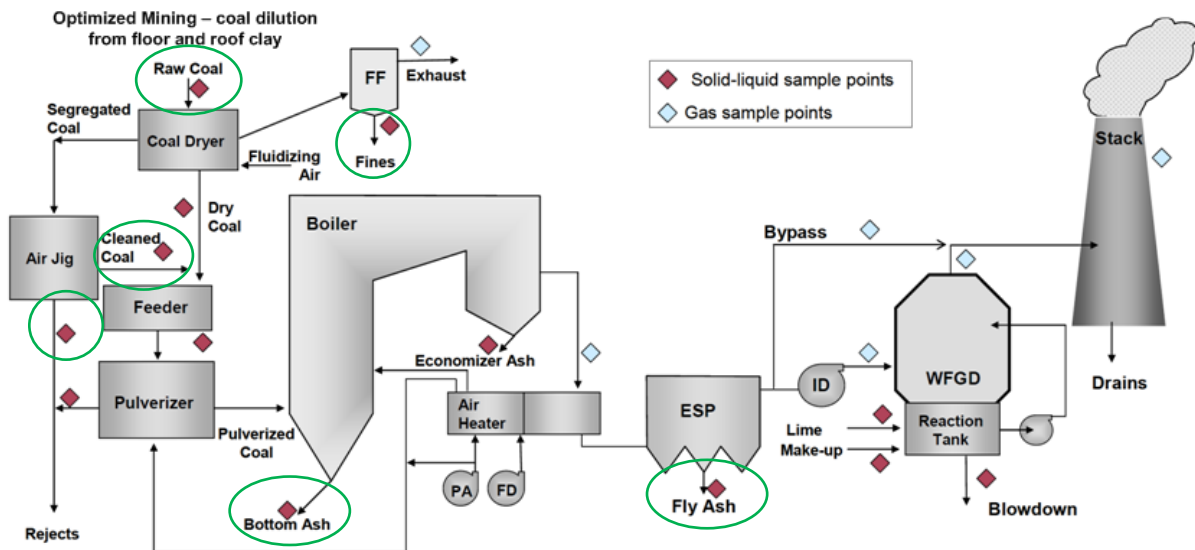 Optimized Mining – coal dilution
from floor and roof clay
Raw Coal
FF
Exhaust
Solid-liquid sample points
Gas sample points
Segregated
Coal
Coal Dryer
Fluidizing
Air
Fines
Stack
Dry
Coal
Boiler
Bypass
Cleaned
Coal
Air Jig
Feeder
Economizer Ash
ID
WFGD
Drains
Pulverizer
Pulverized
Coal
Air
Heater
ESP
Lime
Make-up
Reaction
Tank
PA
FD
Fly Ash
Blowdown
Bottom Ash
Rejects